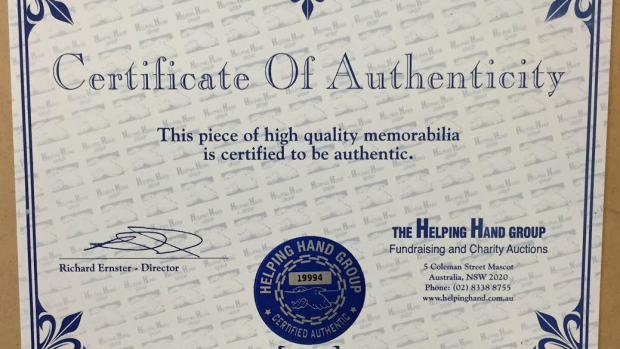 Certificate Of Authenticity
This piece of high quality memorabilia
is certified to be authentic.
Richard Ernster - Director
HELPING HAND GROUP
19994
CERTIFIED AUTHENTIC
THE HELPING HAND GROUP
Fundraising and Charity Auctions
5 Coleman Street Mascot
Australia, NSW 2020
Phone: (02) 8338 8755
www.helpinghand.com.au